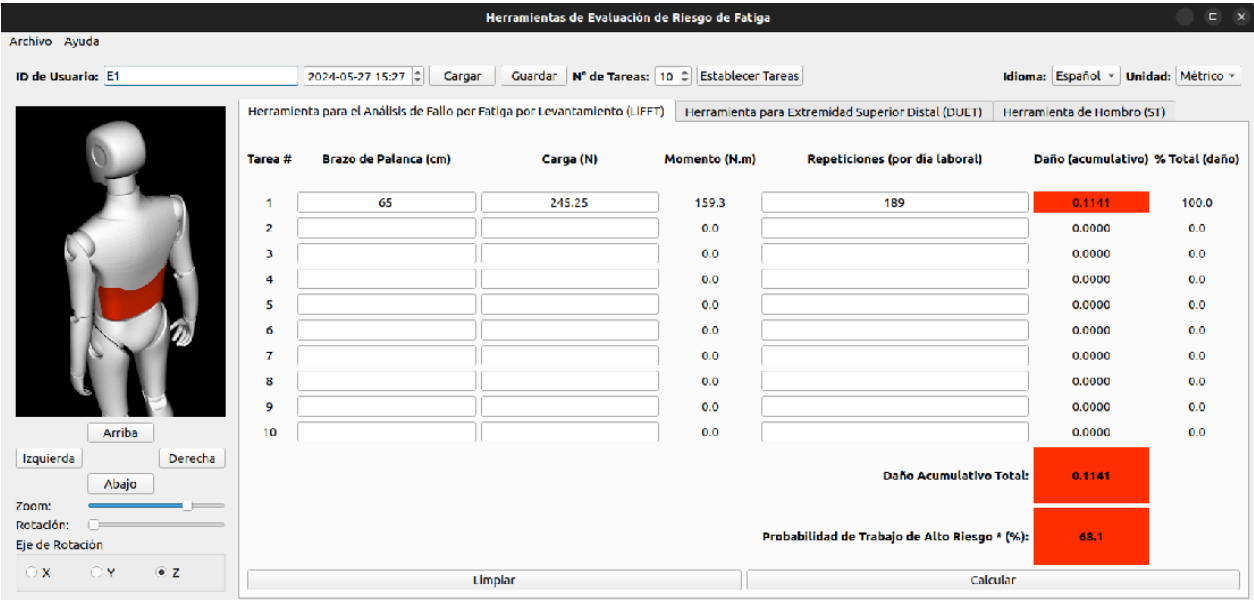 Herramientas de Evaluación de Riesgo de Fatiga
Archivo Ayuda
ID de Usuario: E1 2024-05-27 15:27 Cargar Guardar N° de Tareas: 10 Establecer Tareas Idioma: Español Unidad: Métrico
Herramienta para el Análisis de Fallo por Fatiga por Levantamiento (LiFFT) Herramienta para Extremidad Superior Distal (DUET) Herramienta de Hombro (ST)
Tarea # Brazo de Palanca (cm) Carga (N) Momento (N.m) Repeticiones (por día laboral) Daño (acumulativo) % Total (daño)
1 65 245.25 159.3 189 0.1141 100.0
2 0.0 0.0000 0.0
3 0.0 0.0000 0.0
4 0.0 0.0000 0.0
5 0.0 0.0000 0.0
6 0.0 0.0000 0.0
7 0.0 0.0000 0.0
8 0.0 0.0000 0.0
9 0.0 0.0000 0.0
10 0.0 0.0000 0.0
Arriba
Izquierda Derecha
Abajo
Zoom:
Rotación:
Eje de Rotación
X Y Z
Daño Acumulativo Total: 0.1141
Probabilidad de Trabajo de Alto Riesgo * (%): 68.1
Limpiar Calcular